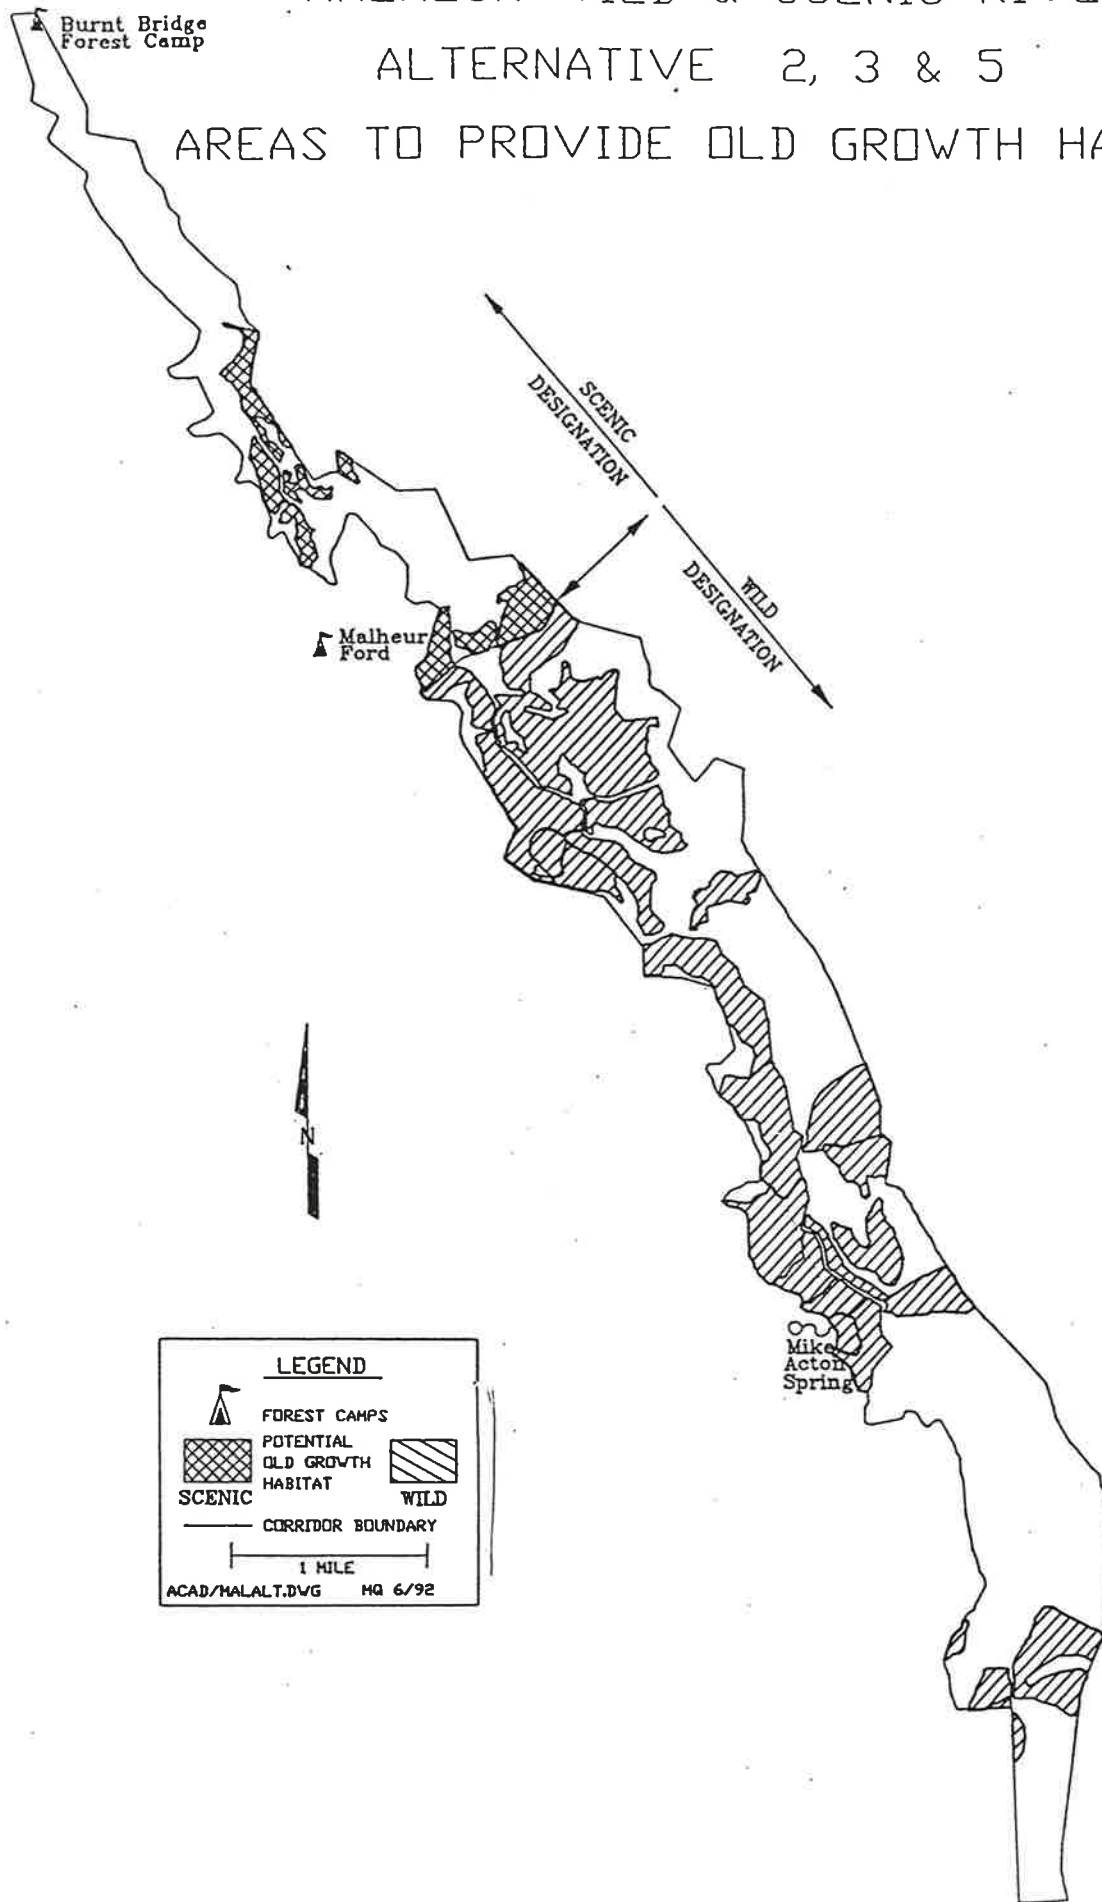 Burnt Bridge
Forest Camp
ALTERNATIVE 2, 3 & 5
AREAS TO PROVIDE OLD GROWTH HA
SCENIC
DESIGNATION
WILD
DESIGNATION
Malheur
Ford
N
Mike
Acton
Spring
LEGEND
FOREST CAMPS
POTENTIAL
OLD GROWTH
HABITAT
SCENIC
WILD
CORRIDOR BOUNDARY
1 MILE
ACAD/MALALT.DWG MQ 6/92